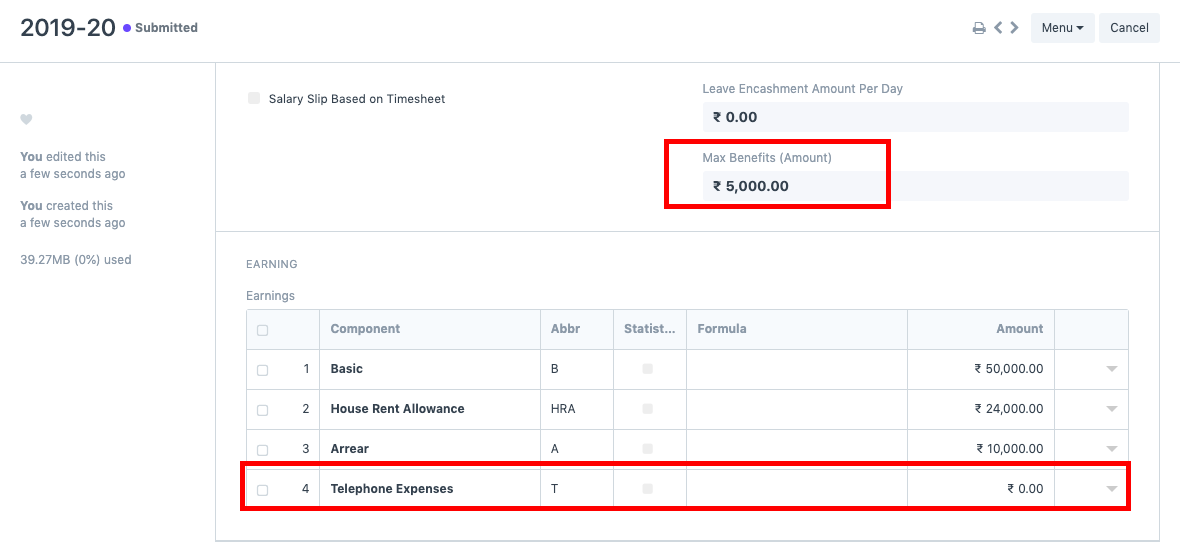 2019-20 Submitted
Menu Cancel
Salary Slip Based on Timesheet
Leave Encashment Amount Per Day
₹ 0.00
Max Benefits (Amount)
₹ 5,000.00
You edited this
a few seconds ago
You created this
a few seconds ago
39.27MB (0%) used
EARNING
Earnings
Component Abbr Statist... Formula Amount
1 Basic B ₹ 50,000.00
2 House Rent Allowance HRA ₹ 24,000.00
3 Arrear A ₹ 10,000.00
4 Telephone Expenses T ₹ 0.00